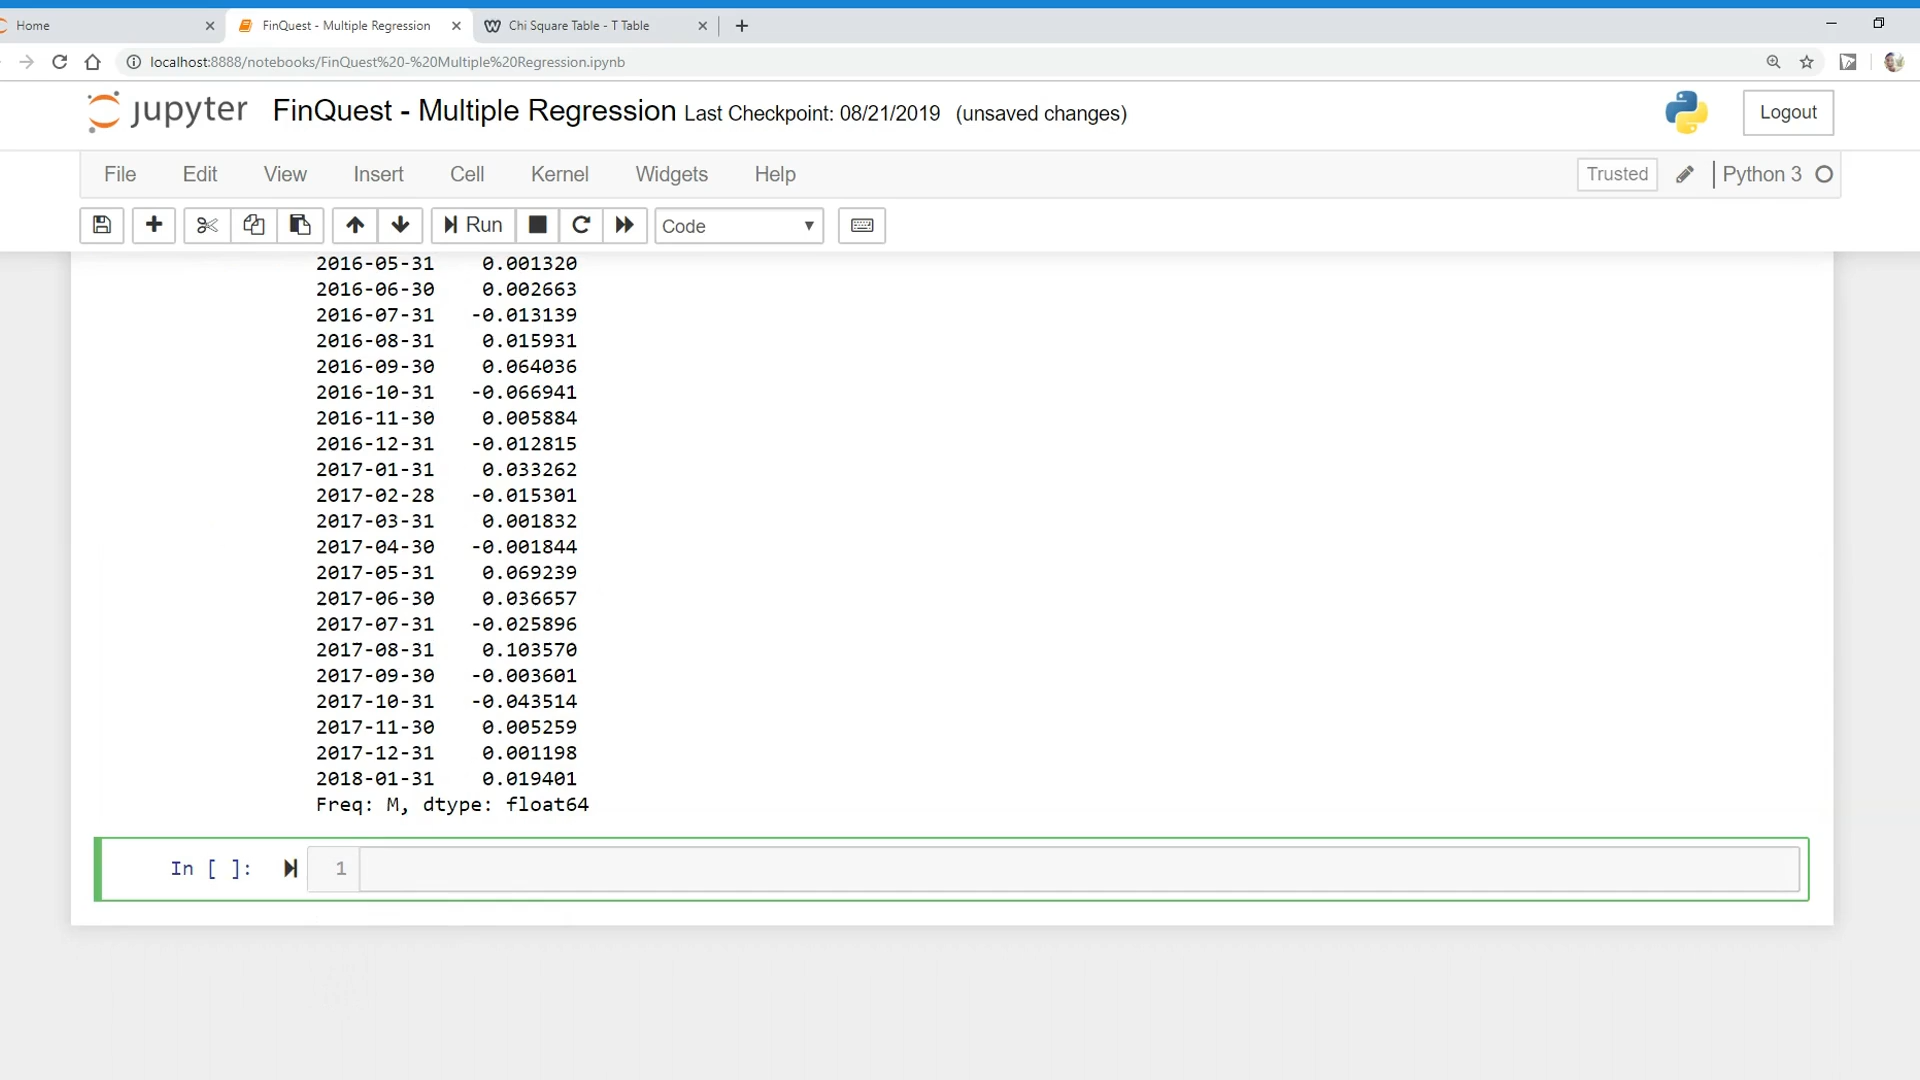 Home
FinQuest - Multiple Regression
Chi Square Table - T Table
localhost:8888/notebooks/FinQuest%20-%20Multiple%20Regression.ipynb
jupyter FinQuest - Multiple Regression Last Checkpoint: 08/21/2019 (unsaved changes)
Logout
File Edit View Insert Cell Kernel Widgets Help
Trusted Python 3
Run Code
2016-05-31 0.001320
2016-06-30 0.002663
2016-07-31 -0.013139
2016-08-31 0.015931
2016-09-30 0.064036
2016-10-31 -0.066941
2016-11-30 0.005884
2016-12-31 -0.012815
2017-01-31 0.033262
2017-02-28 -0.015301
2017-03-31 0.001832
2017-04-30 -0.001844
2017-05-31 0.069239
2017-06-30 0.036657
2017-07-31 -0.025896
2017-08-31 0.103570
2017-09-30 -0.003601
2017-10-31 -0.043514
2017-11-30 0.005259
2017-12-31 0.001198
2018-01-31 0.019401
Freq: M, dtype: float64
In [ ]: 1